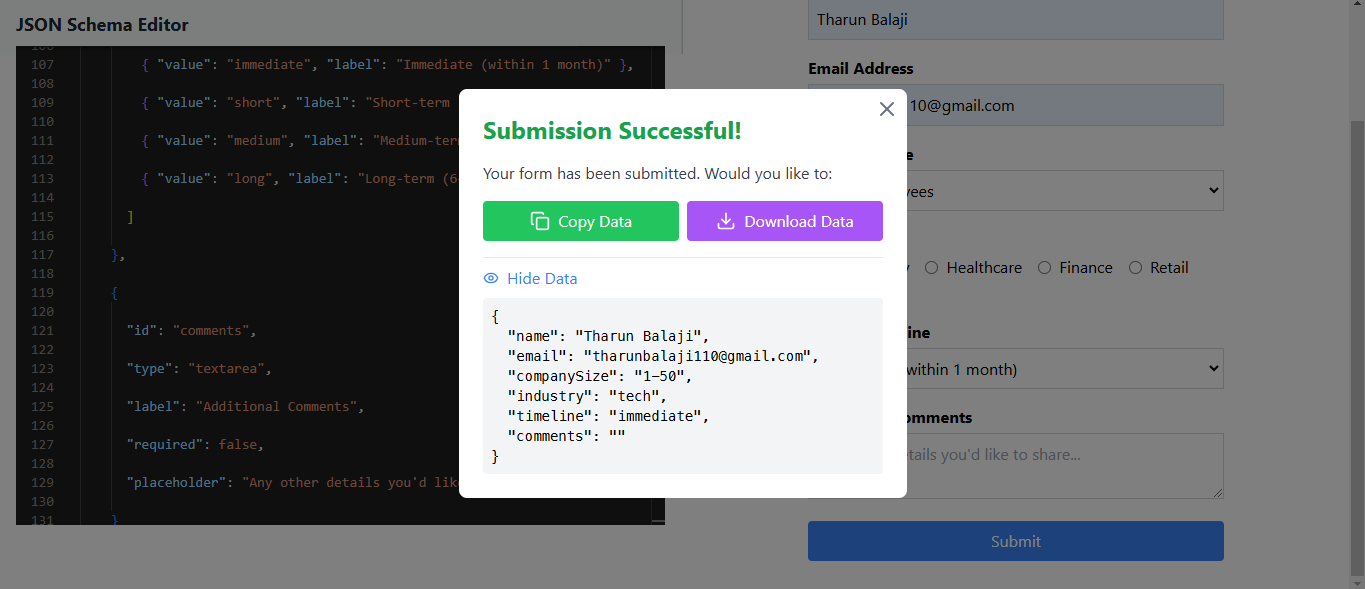 JSON Schema Editor
107 { "value": "immediate", "label": "Immediate (within 1 month)" },
108
109 { "value": "short", "label": "Short-term
110
111 { "value": "medium", "label": "Medium-term
112
113 { "value": "long", "label": "Long-term (6
114
115 ]
116
117 },
118
119 {
120
121 "id": "comments",
122
123 "type": "textarea",
124
125 "label": "Additional Comments",
126
127 "required": false,
128
129 "placeholder": "Any other details you'd like
130
131 }
Submission Successful!
Your form has been submitted. Would you like to:
Copy Data
Download Data
Hide Data
{
"name": "Tharun Balaji",
"email": "tharunbalaji110@gmail.com",
"companySize": "1-50",
"industry": "tech",
"timeline": "immediate",
"comments": ""
}
Tharun Balaji
Email Address
10@gmail.com
e
yees
Healthcare
Finance
Retail
ine
within 1 month)
omments
etails you'd like to share...
Submit